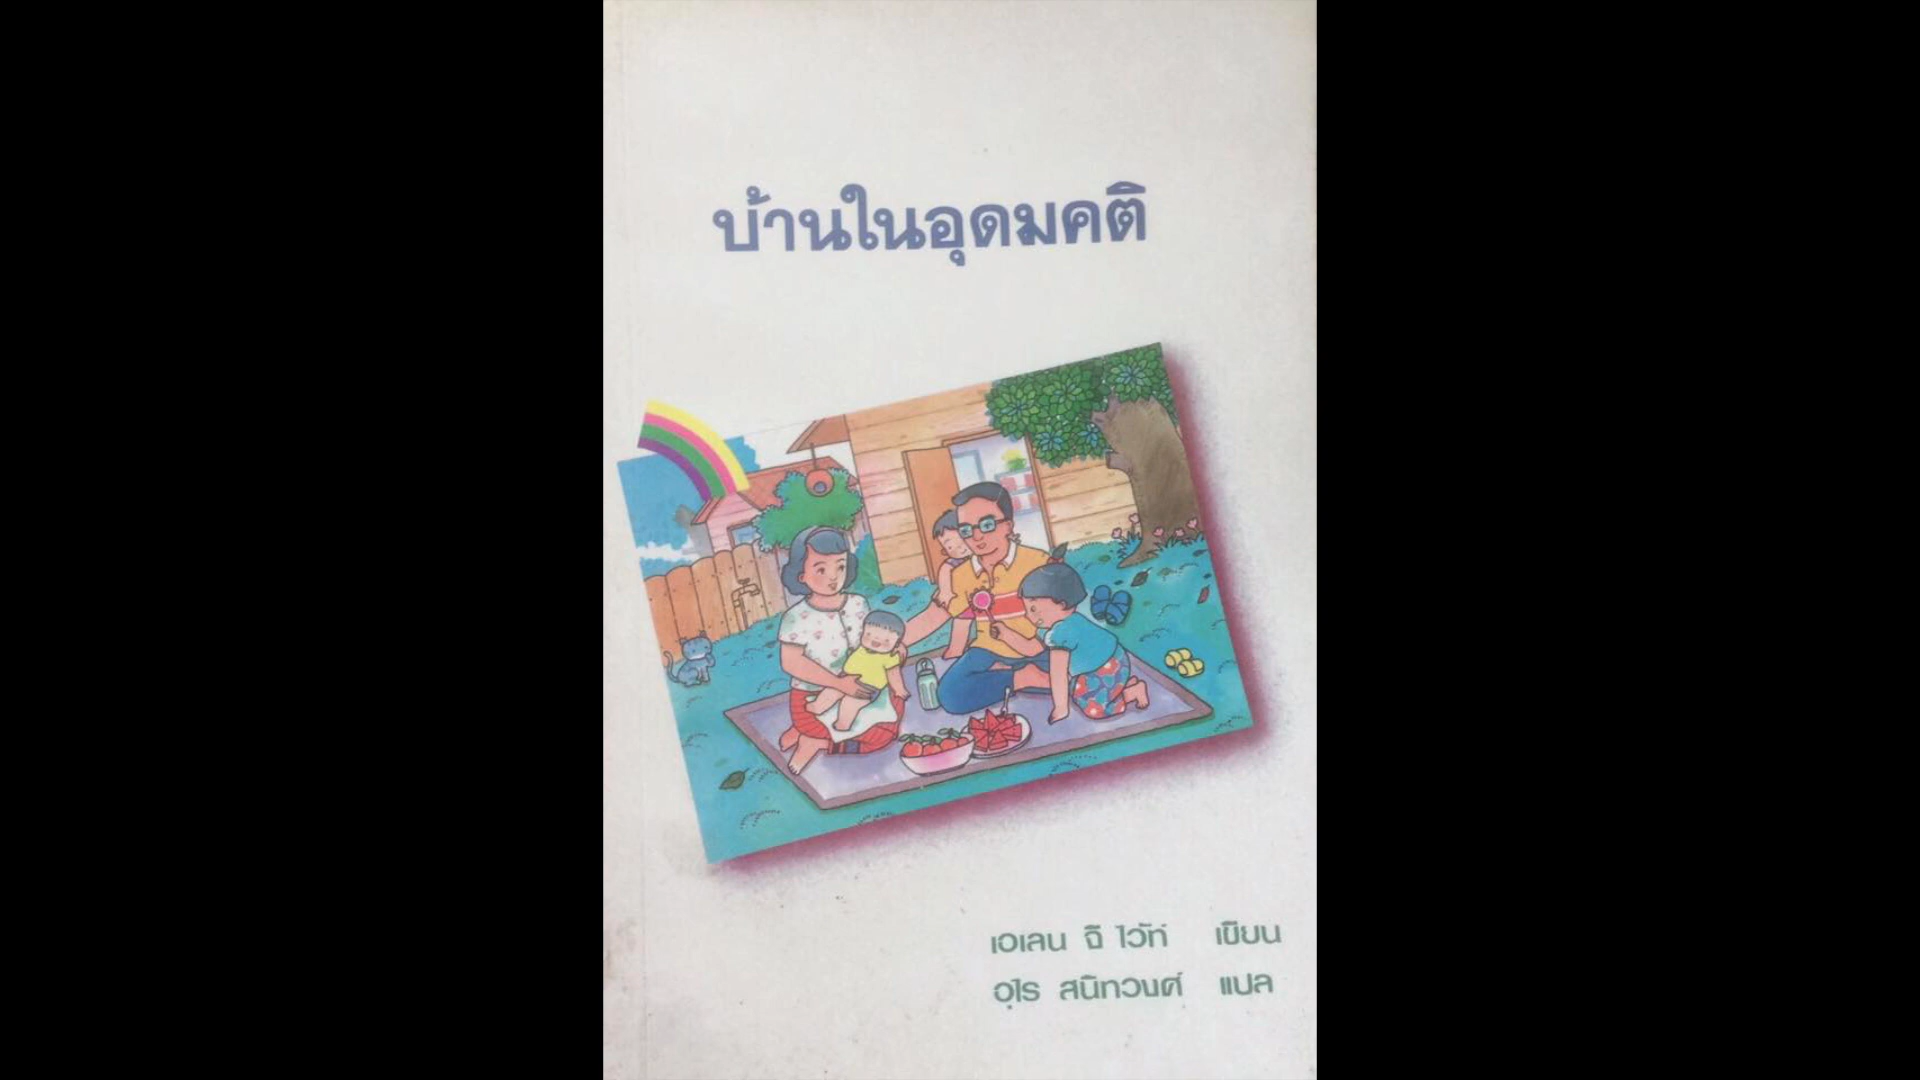 บ้านในอุดมคติ
เอเลน จี ไวัท์ เขียน
อุไร สนิทวงศ์ แปล